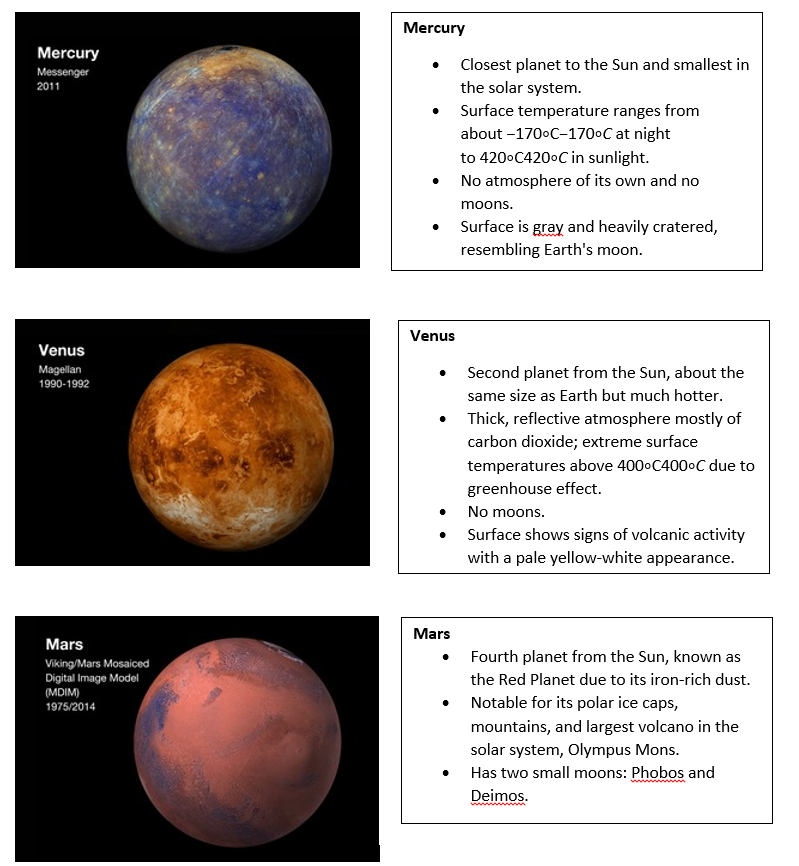 Mercury
Messenger
2011
Mercury
• Closest planet to the Sun and smallest in
the solar system.
• Surface temperature ranges from
about −170∘C−170∘C at night
to 420∘C420∘C in sunlight.
• No atmosphere of its own and no
moons.
• Surface is gray and heavily cratered,
resembling Earth's moon.
Venus
Magellan
1990-1992
Venus
• Second planet from the Sun, about the
same size as Earth but much hotter.
• Thick, reflective atmosphere mostly of
carbon dioxide; extreme surface
temperatures above 400∘C400∘C due to
greenhouse effect.
• No moons.
• Surface shows signs of volcanic activity
with a pale yellow-white appearance.
Mars
Viking/Mars Mosaiced
Digital Image Model
(MDIM)
1975/2014
Mars
• Fourth planet from the Sun, known as
the Red Planet due to its iron-rich dust.
• Notable for its polar ice caps,
mountains, and largest volcano in the
solar system, Olympus Mons.
• Has two small moons: Phobos and
Deimos.